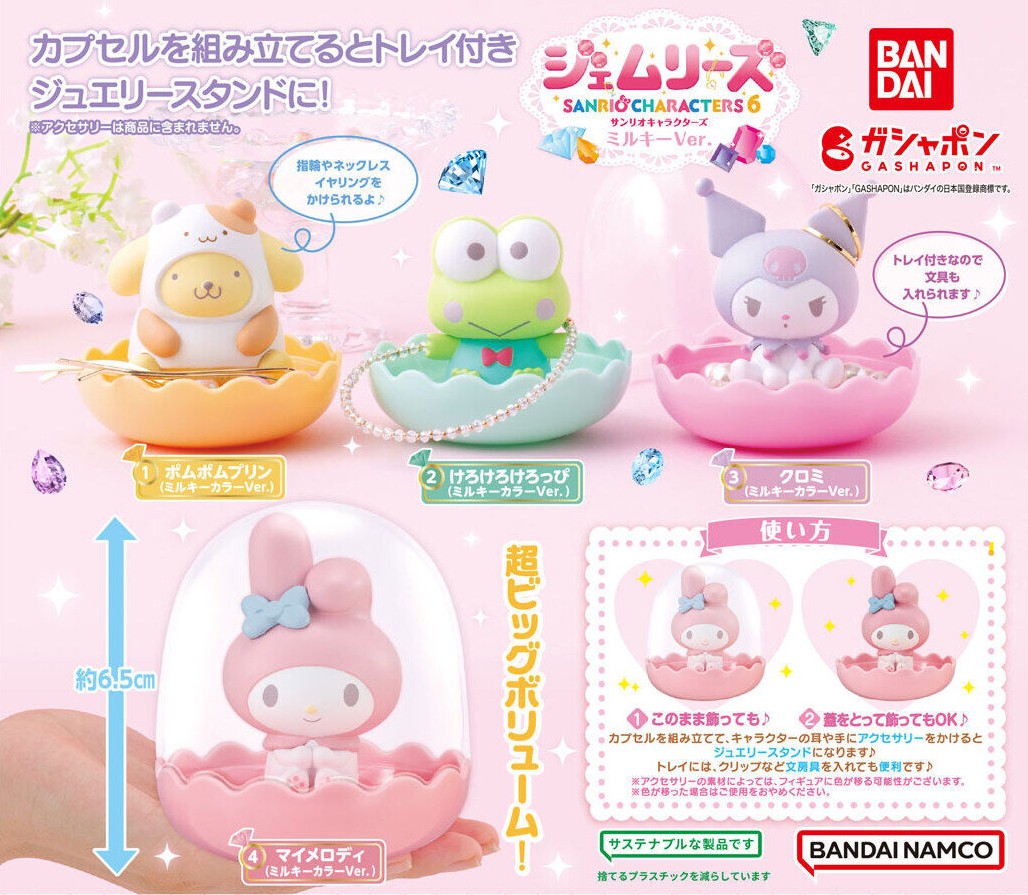 カプセルを組み立てるとトレイ付き
ジュエリースタンドに!
※アクセサリーは商品に含まれません。
ジェムリーズ
SANRIO CHARACTERS 6
サンリオキャラクターズ
ミルキーVer.
BAN
DAI
ガシャポン
GASHAPON TM
「ガシャポン」「GASHAPON」はバンダイの日本国登録商標です。
指輪やネックレス
イヤリングを
かけられるよ♪
トレイ付きなので
文具も
入れられます♪
1 ポムポムプリン
(ミルキーカラーVer.)
2 けろけろけろっぴ
(ミルキーカラーVer.)
3 クロミ
(ミルキーカラーVer.)
約6.5cm
超ビッグボリューム!
4 マイメロディ
(ミルキーカラーVer.)
使い方
1 このまま飾っても♪
2 蓋をとって飾ってもOK♪
カプセルを組み立てて、キャラクターの耳や手にアクセサリーをかけると
ジュエリースタンドになります♪
トレイには、クリップなど文房具を入れても便利です♪
※アクセサリーの素材によっては、フィギュアに色が移る可能性がございます。
※色が移った場合はご使用をおやめください。
サステナブルな製品です
捨てるプラスチックを減らしています
BANDAI NAMCO